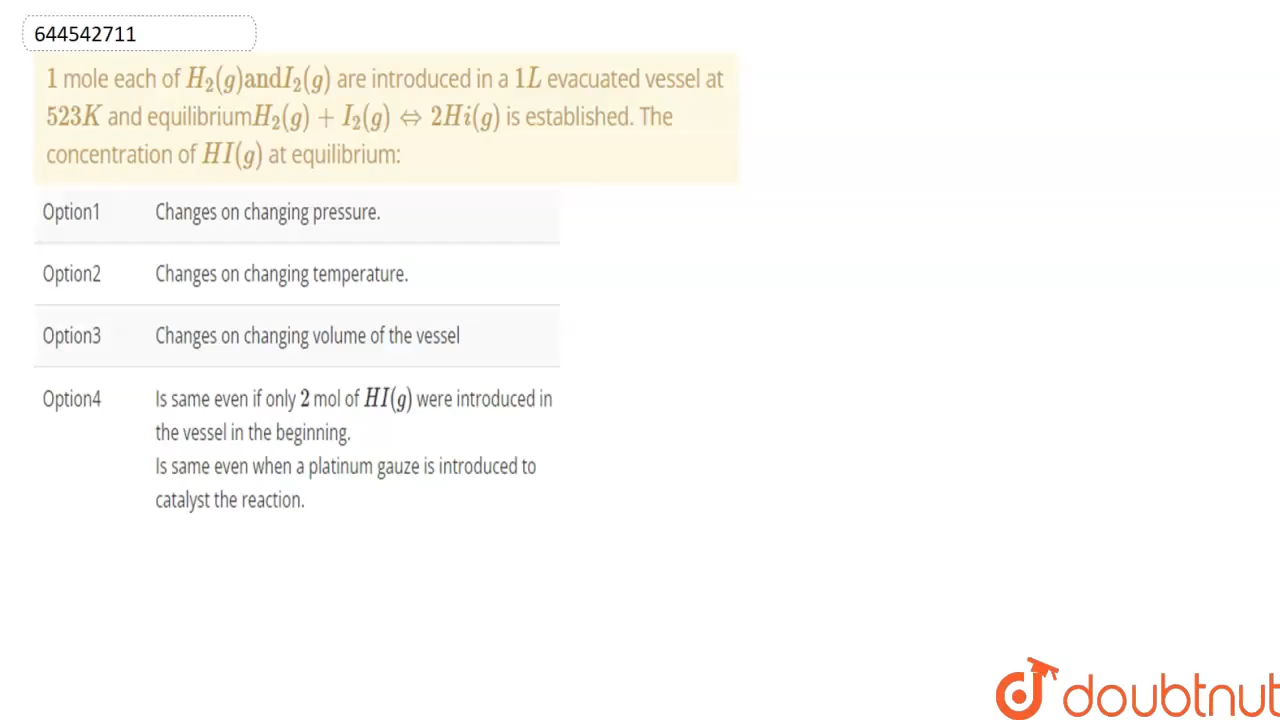 644542711
1 mole each of H₂(g)andI₂(g) are introduced in a 1L evacuated vessel at
523K and equilibriumH₂(g) + I₂(g) ⇔ 2Hi(g) is established. The
concentration of HI(g) at equilibrium:
Option1 Changes on changing pressure.
Option2 Changes on changing temperature.
Option3 Changes on changing volume of the vessel
Option4 Is same even if only 2 mol of HI(g) were introduced in
the vessel in the beginning.
Is same even when a platinum gauze is introduced to
catalyst the reaction.
doubtnut